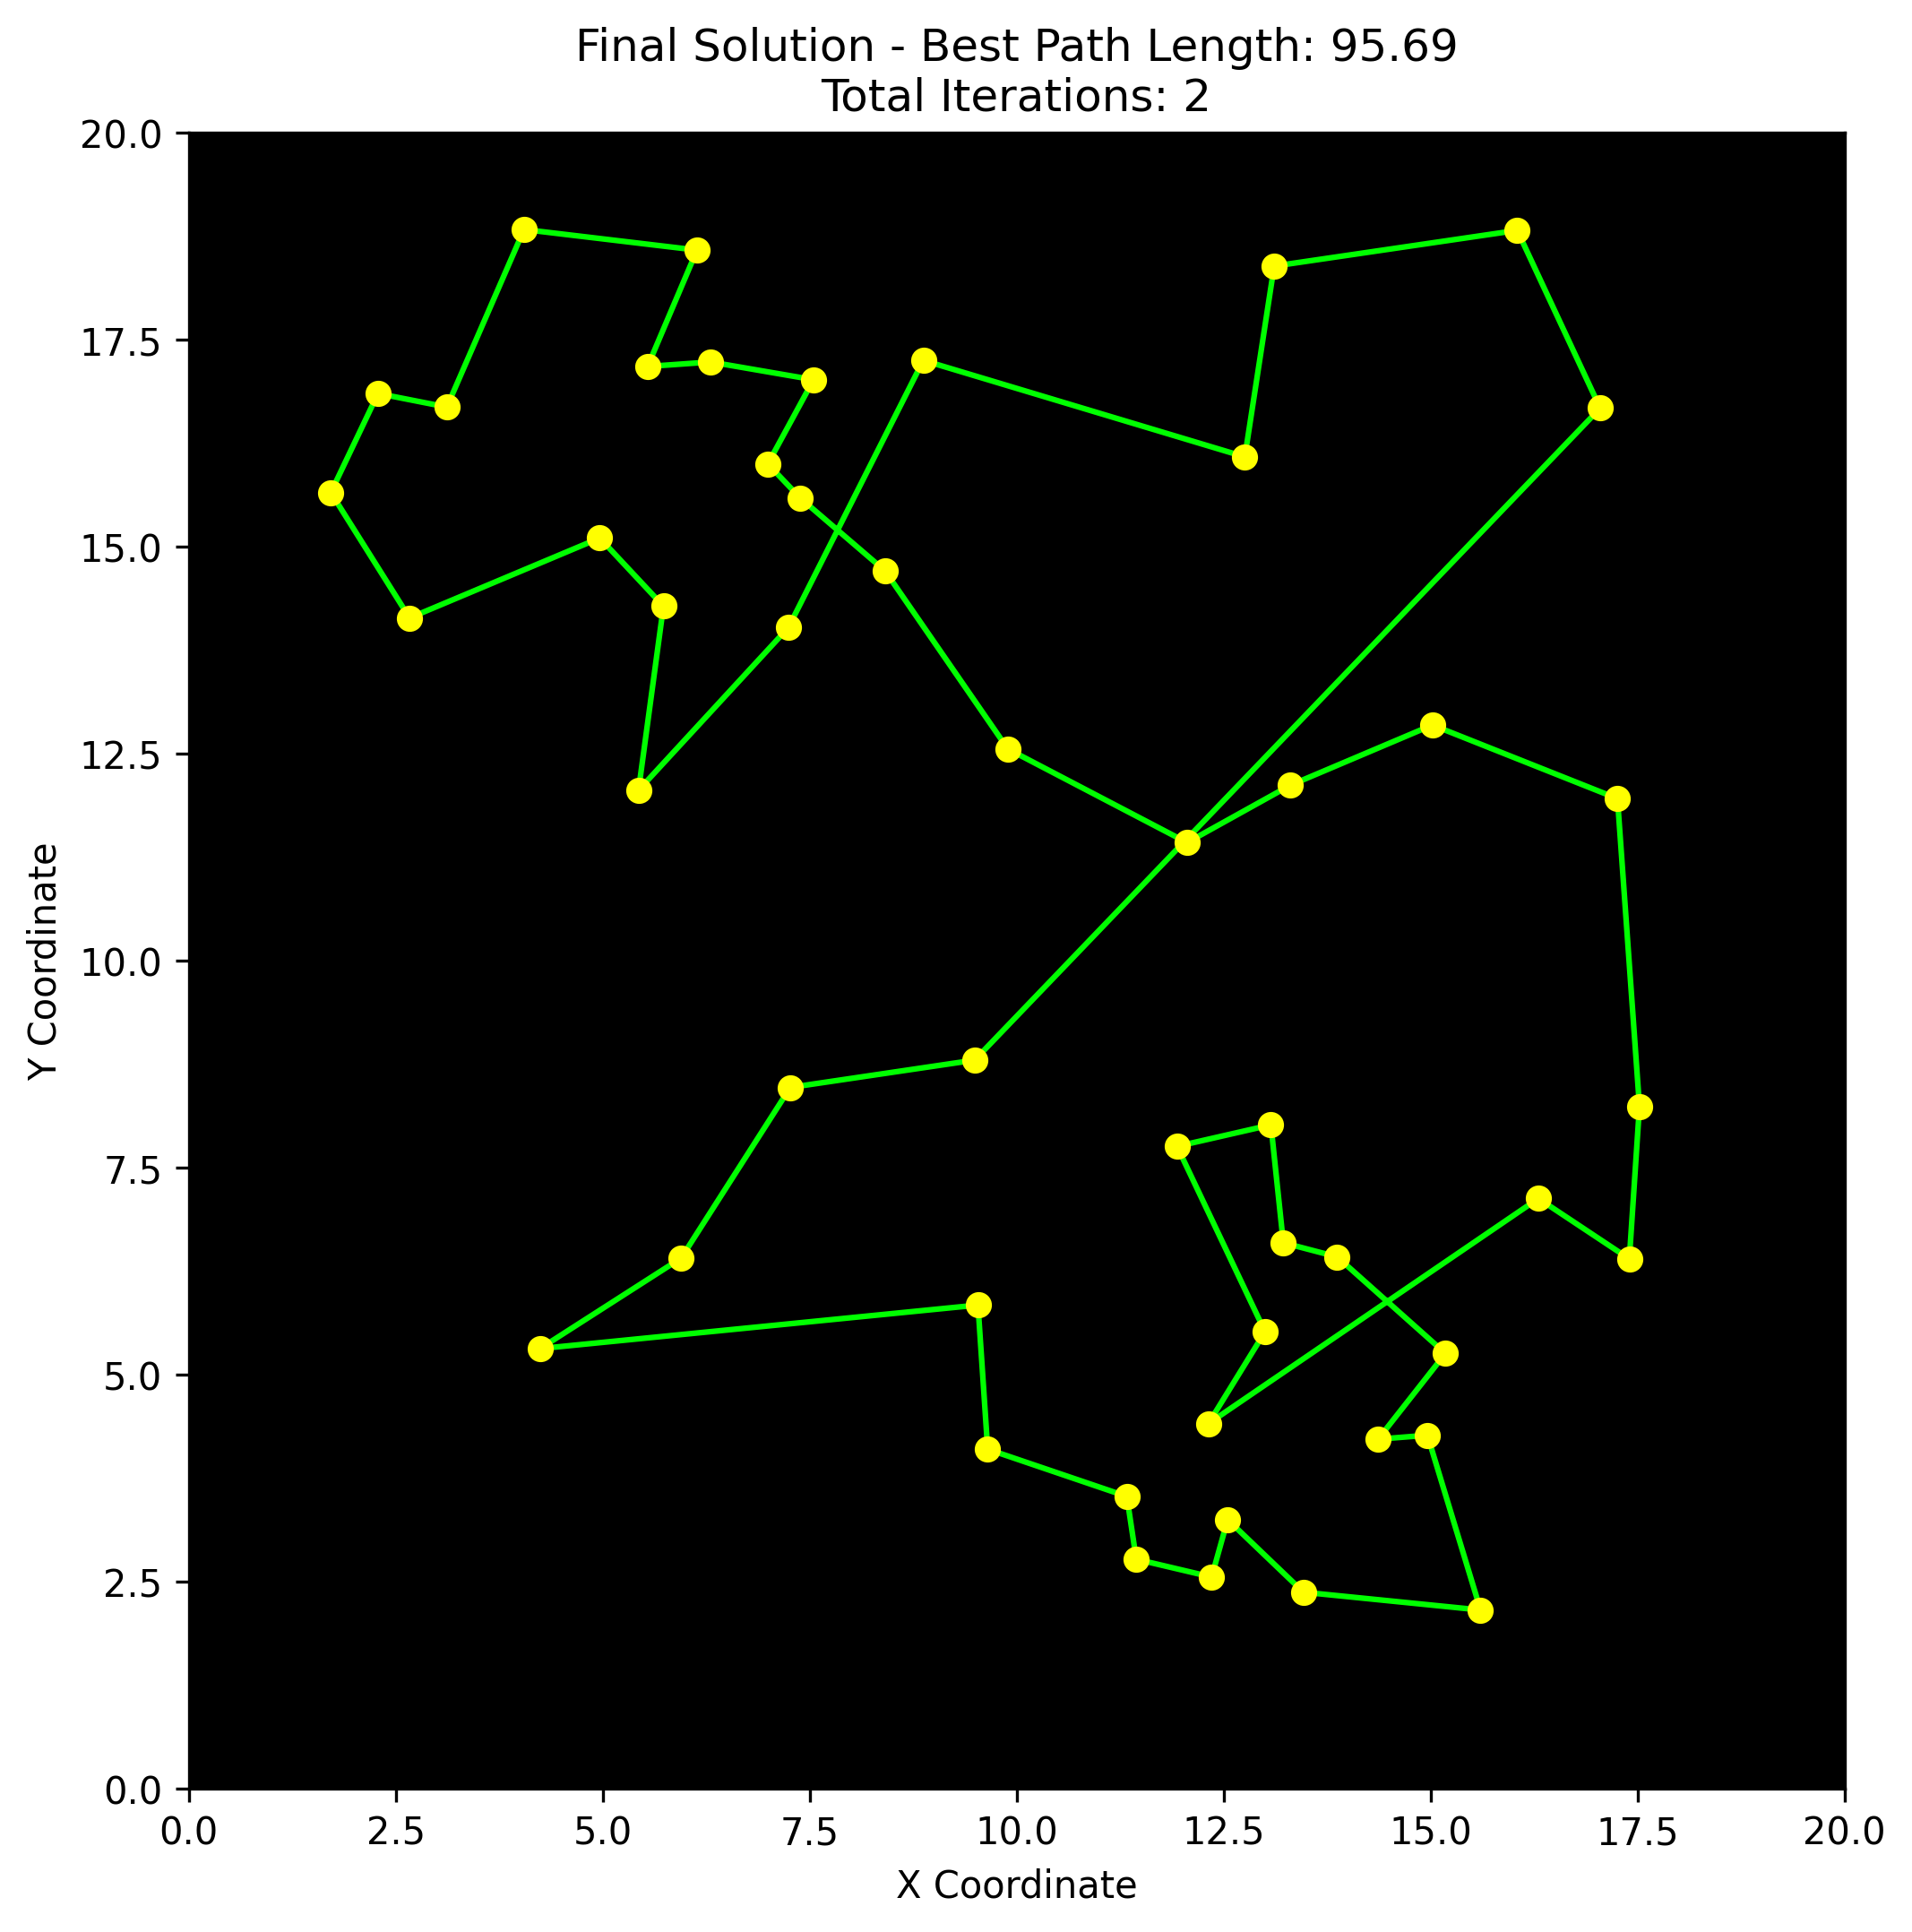 Final Solution - Best Path Length: 95.69
Total Iterations: 2
20.0
17.5
15.0
12.5
10.0
7.5
5.0
2.5
0.0
Y Coordinate
0.0 2.5 5.0 7.5 10.0 12.5 15.0 17.5 20.0
X Coordinate